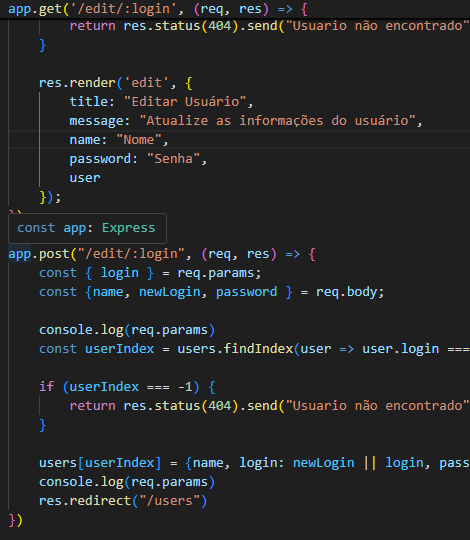 app.get('/edit/:login', (req, res) => {
return res.status(404).send("Usuario não encontrado"
}
res.render('edit', {
title: "Editar Usuário",
message: "Atualize as informações do usuário",
name: "Nome",
password: "Senha",
user
});
})
const app: Express
app.post("/edit/:login", (req, res) => {
const { login } = req.params;
const {name, newLogin, password } = req.body;
console.log(req.params)
const userIndex = users.findIndex(user => user.login ===
if (userIndex === -1) {
return res.status(404).send("Usuario não encontrado"
}
users[userIndex] = {name, login: newLogin || login, pass
console.log(req.params)
res.redirect("/users")
})